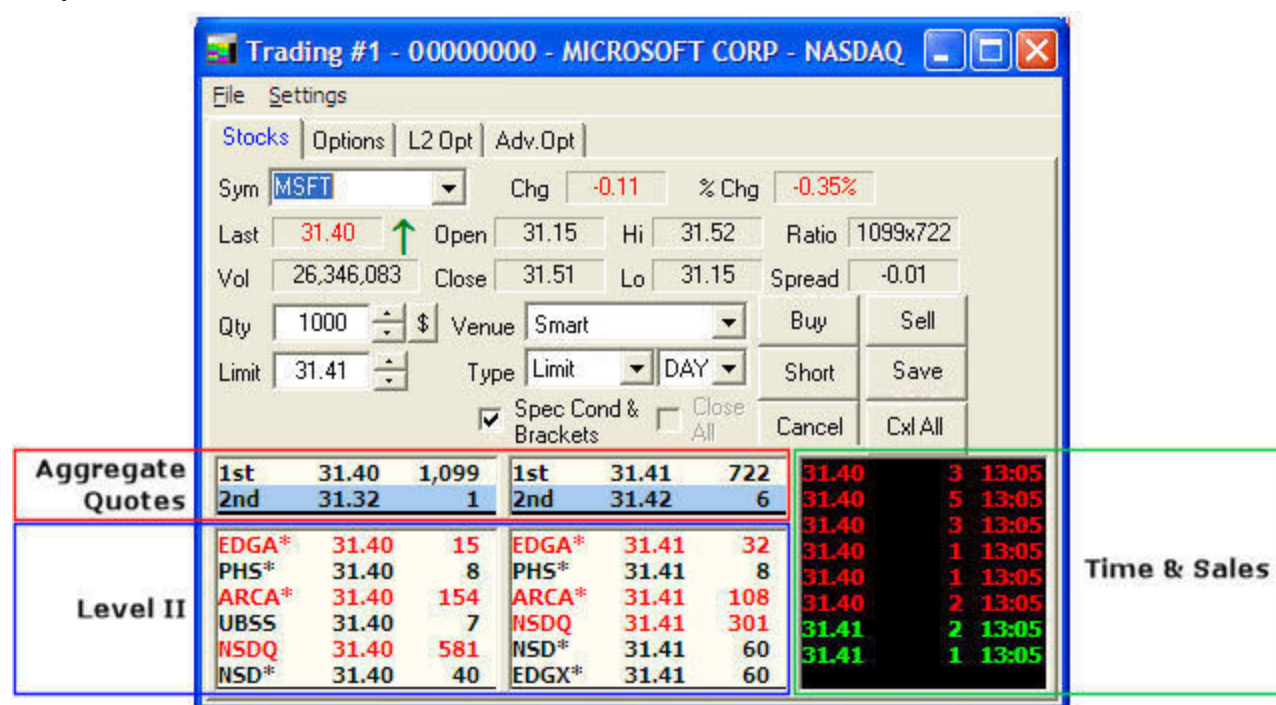 Trading #1 - 00000000 - MICROSOFT CORP - NASDAQ
File Settings
Stocks Options L2 Opt Adv.Opt
Sym MSFT Chg -0.11 % Chg -0.35%
Last 31.40 Open 31.15 Hi 31.52 Ratio 1099x722
Vol 26,346,083 Close 31.51 Lo 31.15 Spread -0.01
Qty 1000 $ Venue Smart Buy Sell
Limit 31.41 Type Limit DAY Short Save
Spec Cond & Brackets Close All Cancel Cxl All
Aggregate Quotes
1st 31.40 1,099 1st 31.41 722
2nd 31.32 1 2nd 31.42 6
Level II
EDGA* 31.40 15 EDGA* 31.41 32
PHS* 31.40 8 PHS* 31.41 8
ARCA* 31.40 154 ARCA* 31.41 108
UBSS 31.40 7 NSDQ 31.41 301
NSDQ 31.40 581 NSD* 31.41 60
NSD* 31.40 40 EDGX* 31.41 60
31.40 3 13:05
31.40 5 13:05
31.40 3 13:05
31.40 1 13:05
31.40 1 13:05
31.40 2 13:05
31.41 2 13:05
31.41 1 13:05
Time & Sales